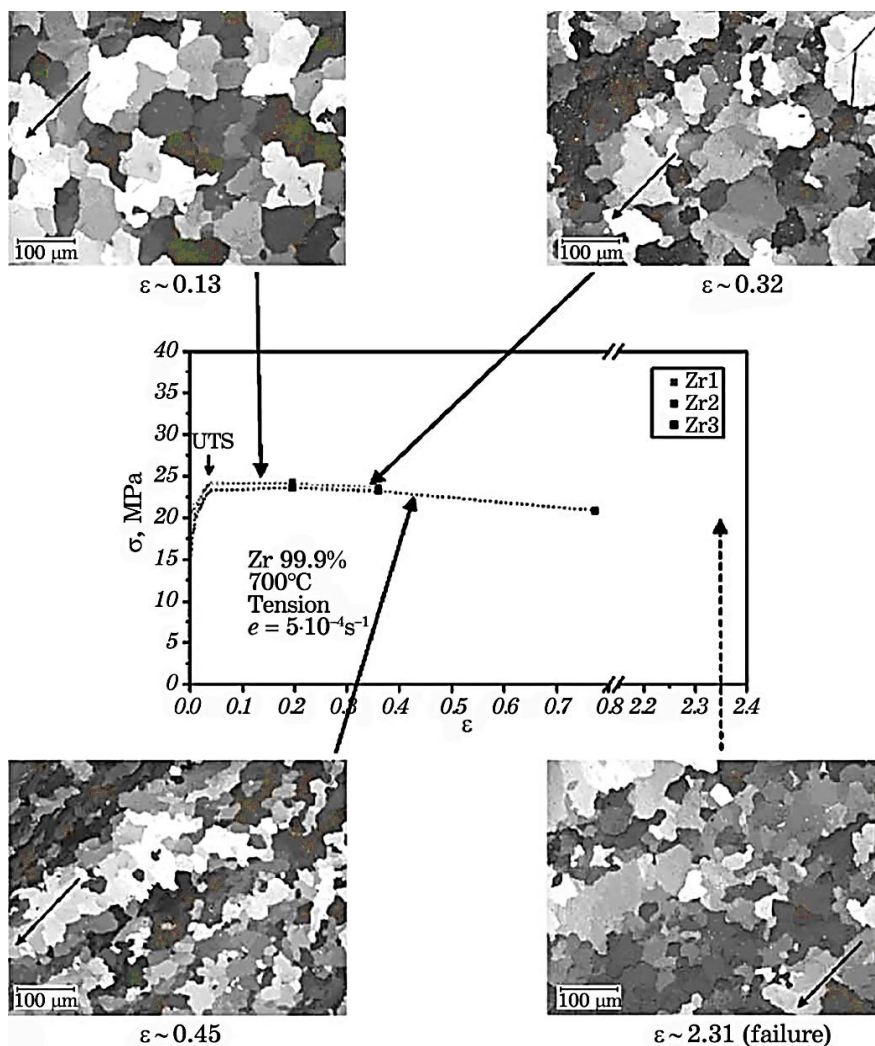 100 µm
100 µm
ε ~ 0.13
ε ~ 0.32
40
35
30
25
20
15
10
5
0
σ, MPa
UTS
Zr1
Zr2
Zr3
Zr 99.9%
700°C
Tension
e = 5·10⁻⁴s⁻¹
0.0 0.1 0.2 0.3 0.4 0.5 0.6 0.7 0.8 2.2 2.3 2.4
ε
100 µm
100 µm
ε ~ 0.45
ε ~ 2.31 (failure)